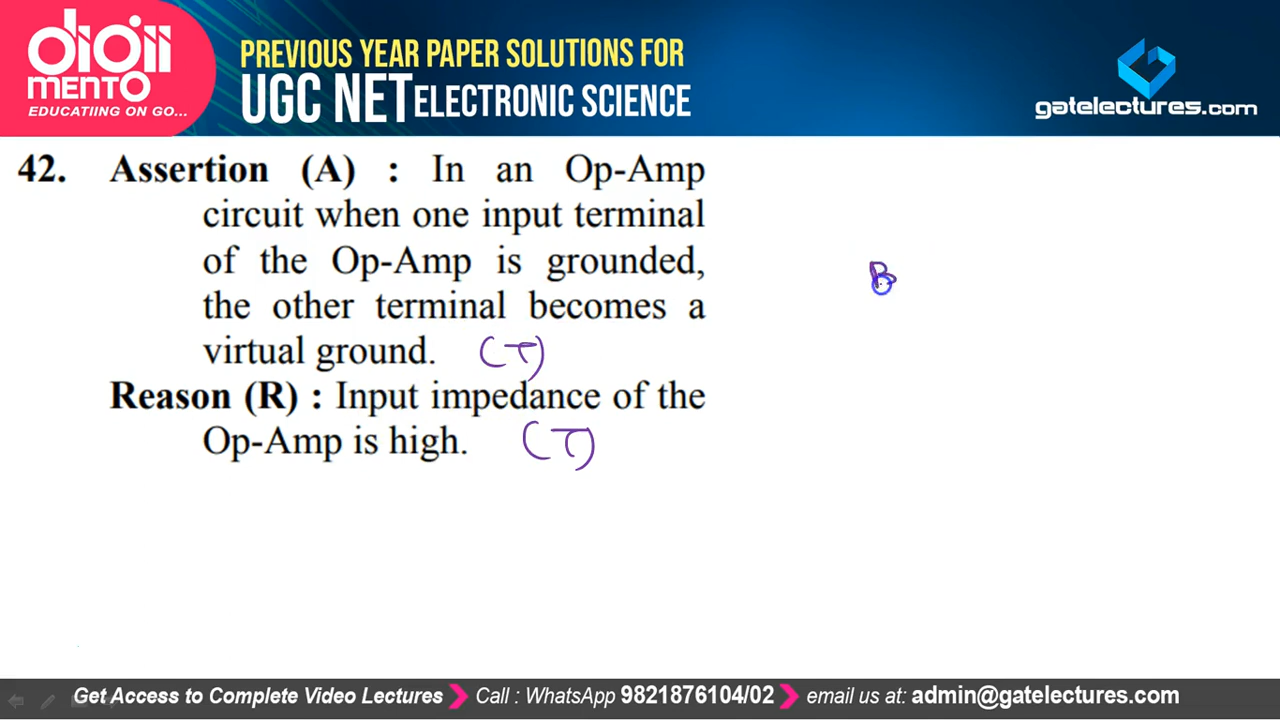 dıgıı
mento
EDUCATIING ON GO...
PREVIOUS YEAR PAPER SOLUTIONS FOR
UGC NET ELECTRONIC SCIENCE
gatelectures.com
42. Assertion (A) : In an Op-Amp
circuit when one input terminal
of the Op-Amp is grounded,
the other terminal becomes a
virtual ground. (T)
Reason (R) : Input impedance of the
Op-Amp is high. (T)
B
Get Access to Complete Video Lectures Call : WhatsApp 9821876104/02 email us at: admin@gatelectures.com